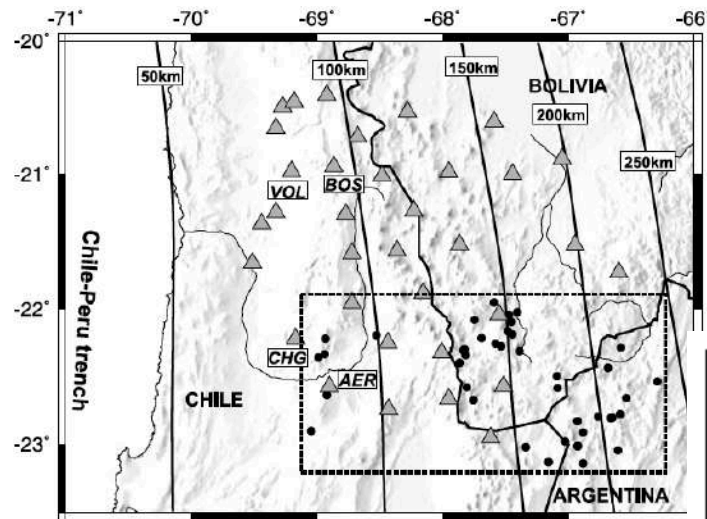 -71 -70 -69 -68 -67 -66
-20
50km 100km 150km BOLIVIA
200km
-21
VOL BOS
250km
Chile-Peru trench
-22
CHG
AER
CHILE
-23
ARGENTINA